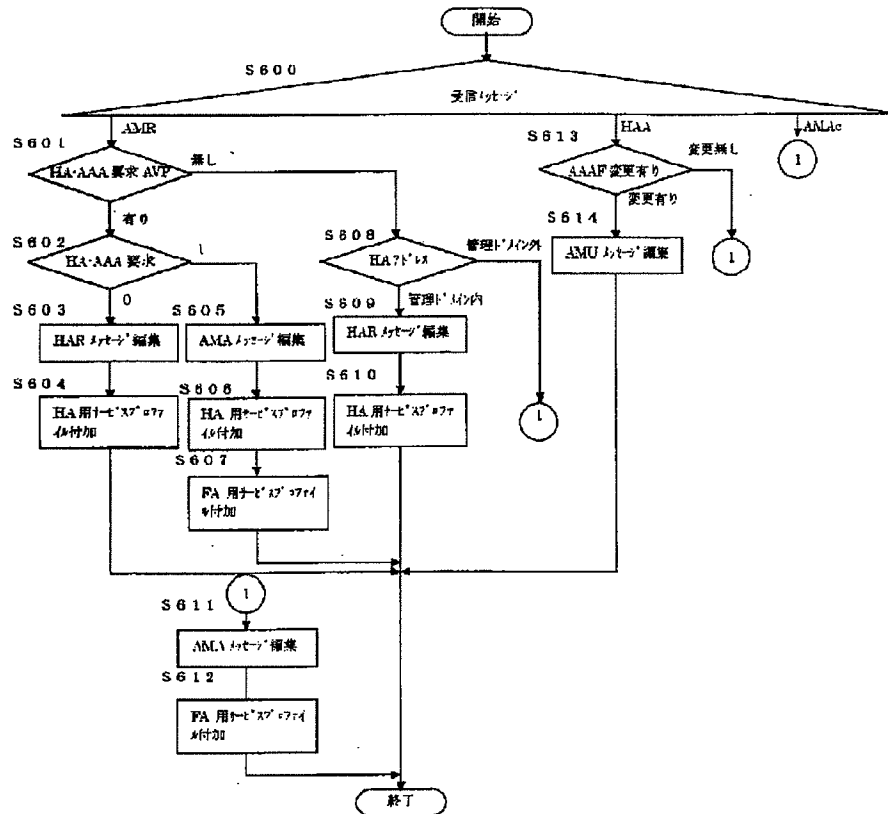 開始
S600
受信メッセージ
AMR
HAA
AMAc
S601
HA-AAA 要求 AVP
無し
S613
AAAF 変更有り
変更無し
1
有り
変更有り
S602
HA-AAA 要求
1
S608
HAアドレス
管理ドメイン外
S614
AMU メッセージ編集
1
0
管理ドメイン内
S603
HAR メッセージ編集
S605
AMA メッセージ編集
S609
HAR メッセージ編集
S604
HA 用サービスプロファ
イル付加
S606
HA 用サービスプロファ
イル付加
S610
HA 用サービスプロファ
イル付加
1
S607
FA 用サービスプロファイ
ル付加
1
S611
AMA メッセージ編集
S612
FA 用サービスプロファイ
ル付加
終了